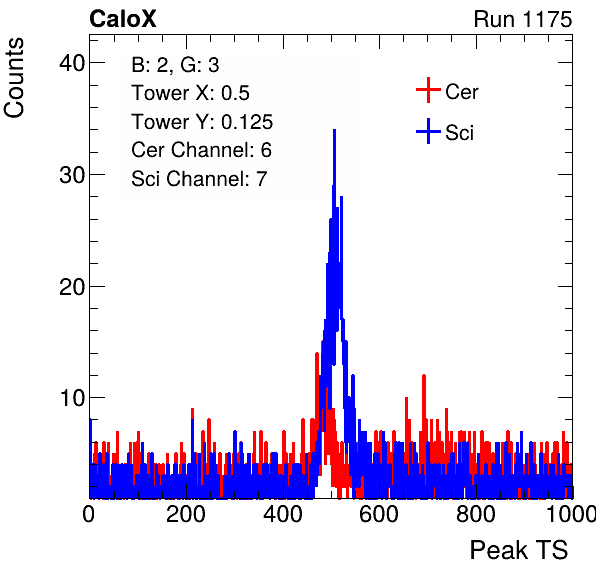 CaloX Run 1175
Counts
40
30
20
10
B: 2, G: 3
Tower X: 0.5
Tower Y: 0.125
Cer Channel: 6
Sci Channel: 7
Cer
Sci
0 200 400 600 800 1000
Peak TS